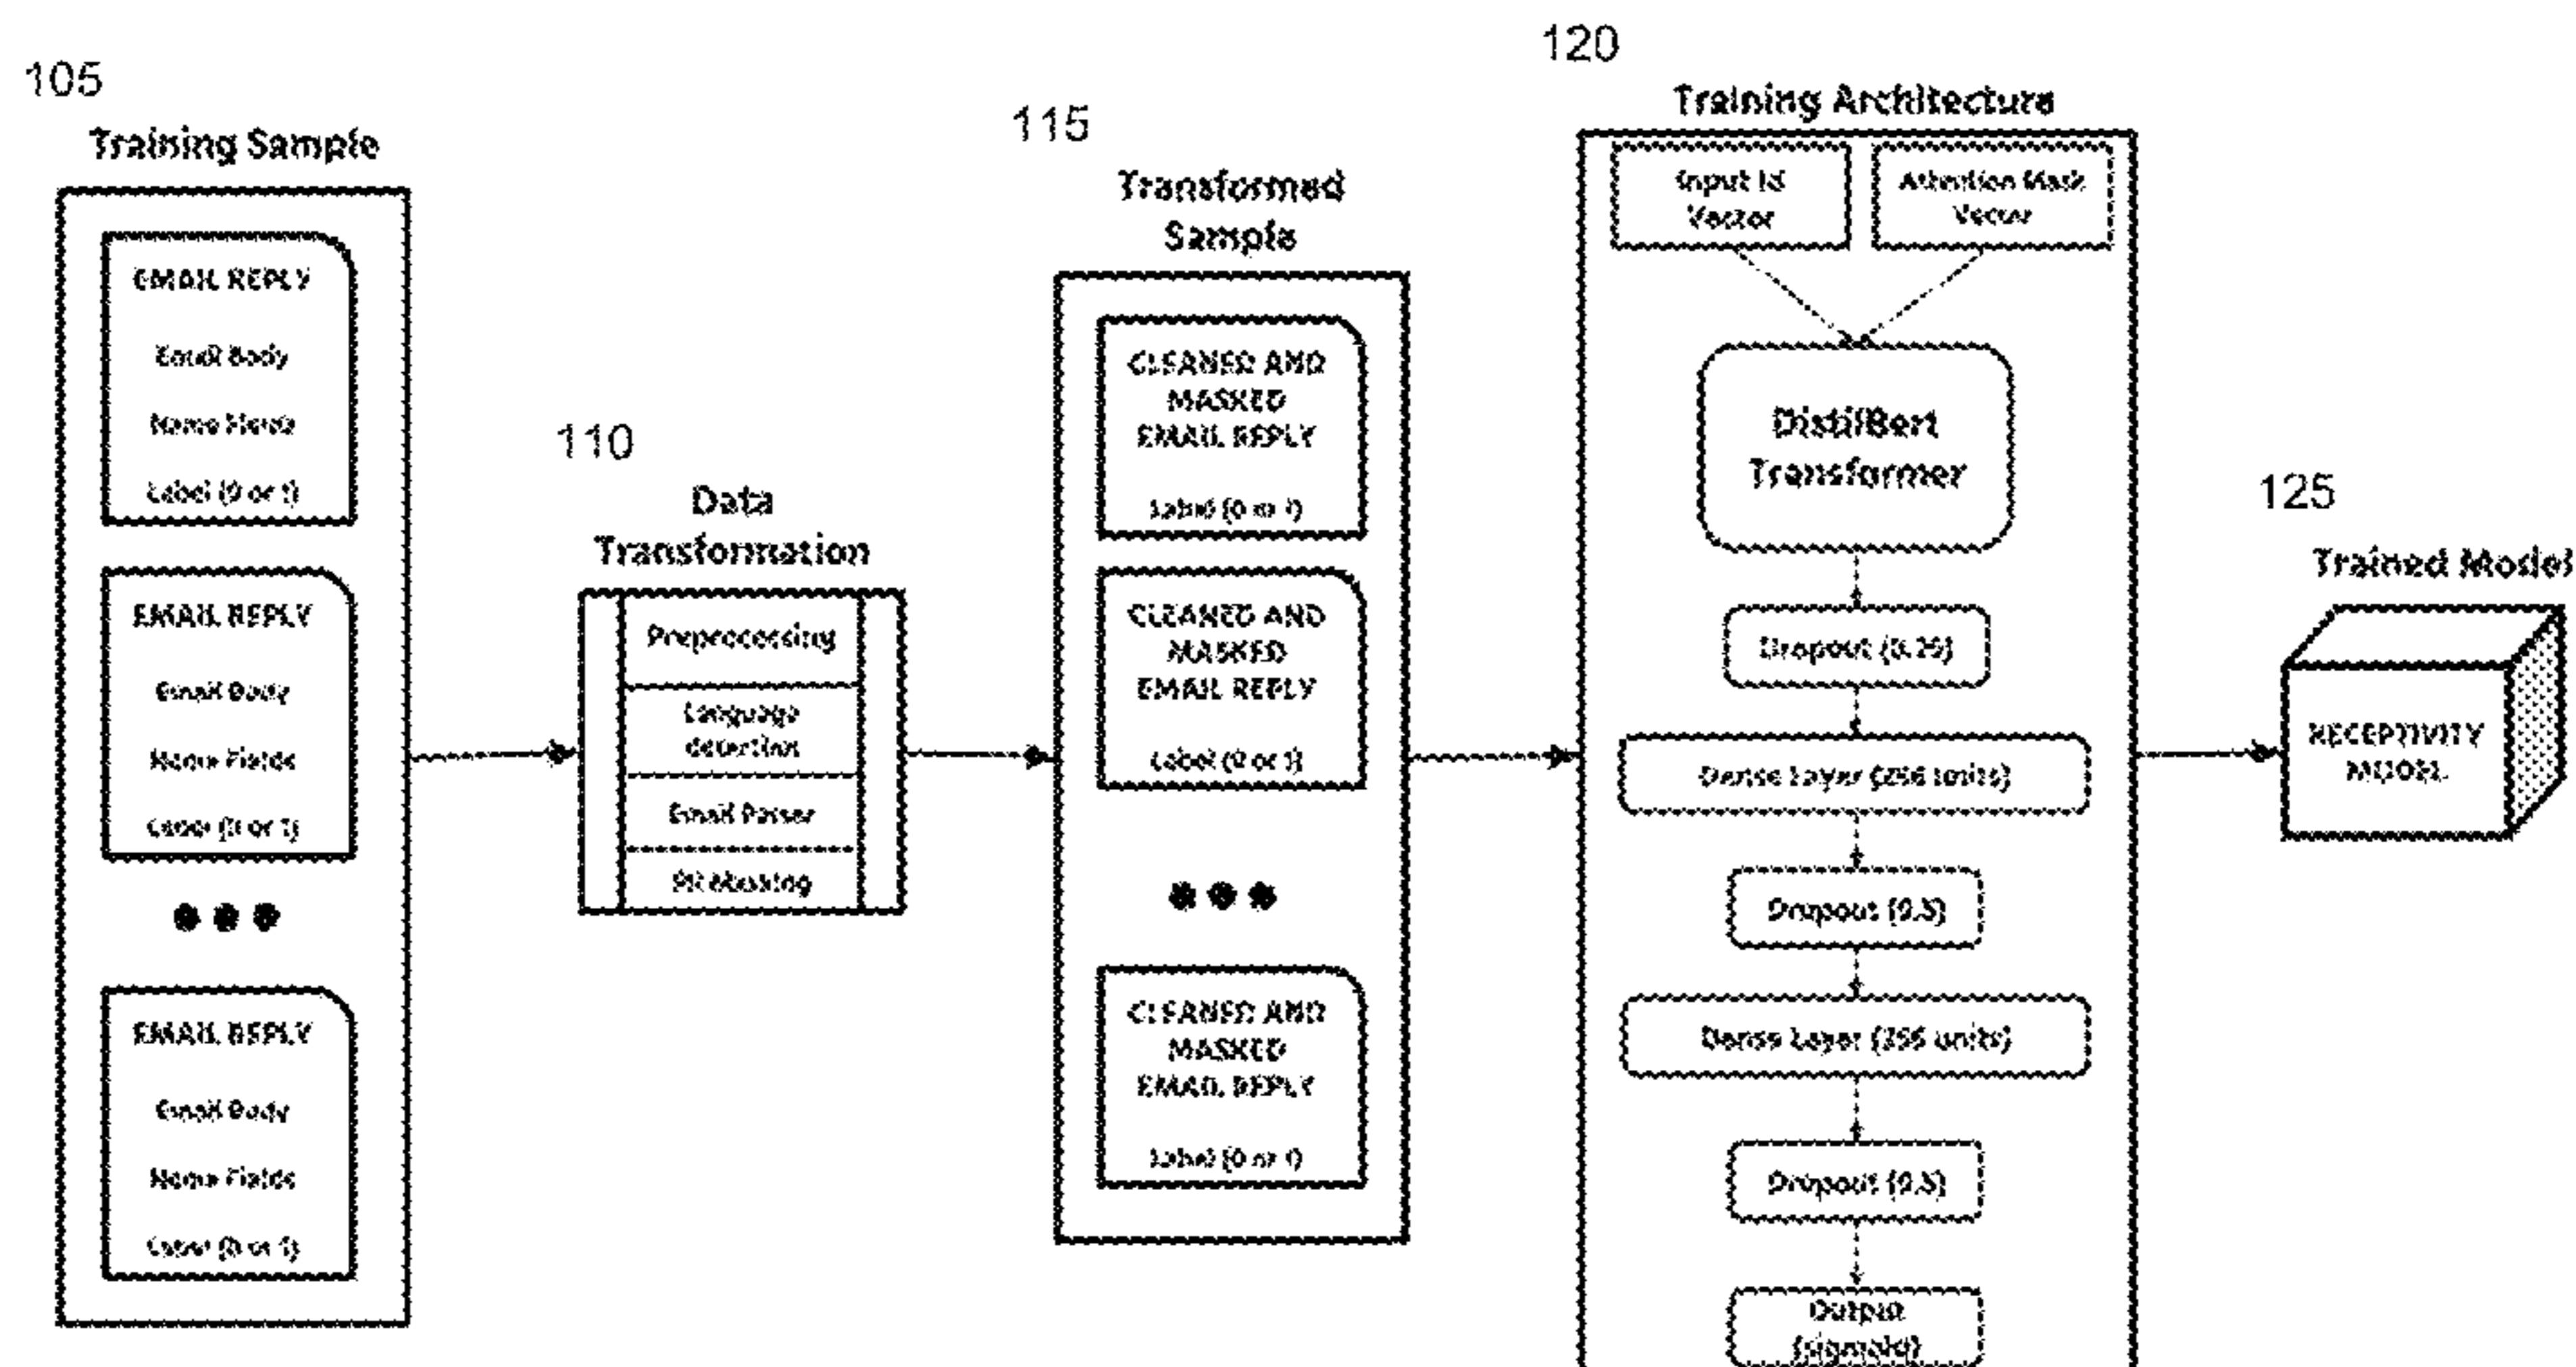 105
Training Sample
EMAIL REPLY
Email Body
Name Fields
Label (0 or 1)
EMAIL REPLY
Email Body
Name Fields
Label (0 or 1)
EMAIL REPLY
Email Body
Name Fields
Label (0 or 1)
110
Data
Transformation
Preprocessing
Language
detection
Email Parser
PII Masking
115
Transformed
Sample
CLEANED AND
MASKED
EMAIL REPLY
Label (0 or 1)
CLEANED AND
MASKED
EMAIL REPLY
Label (0 or 1)
CLEANED AND
MASKED
EMAIL REPLY
Label (0 or 1)
120
Training Architecture
Input Id
Vector
Attention Mask
Vector
DistilBert
Transformer
Dropout
Dense Layer (256 units)
Dropout (0.5)
Dense Layer (256 units)
Dropout (0.5)
Output
(sigmoid)
125
Trained Model
RECEPTIVITY
MODEL